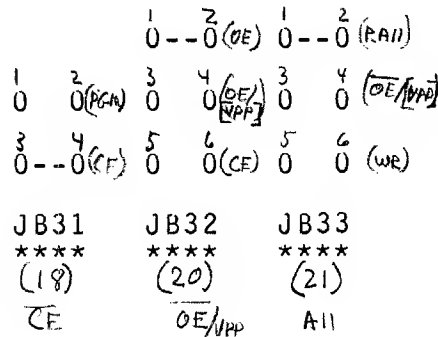 1 2 1 2
0--0(OE) 0--0(RA11)
1 2 3 4 3 4
0 0(PGM) 0 0(OE/[VPP]) 0 0(OE/[VPP])
3 4 5 6 5 6
0--0(CE) 0 0(CE) 0 0(WR)
JB31 JB32 JB33
**** **** ****
(18) (20) (21)
CE OE/VPP A11